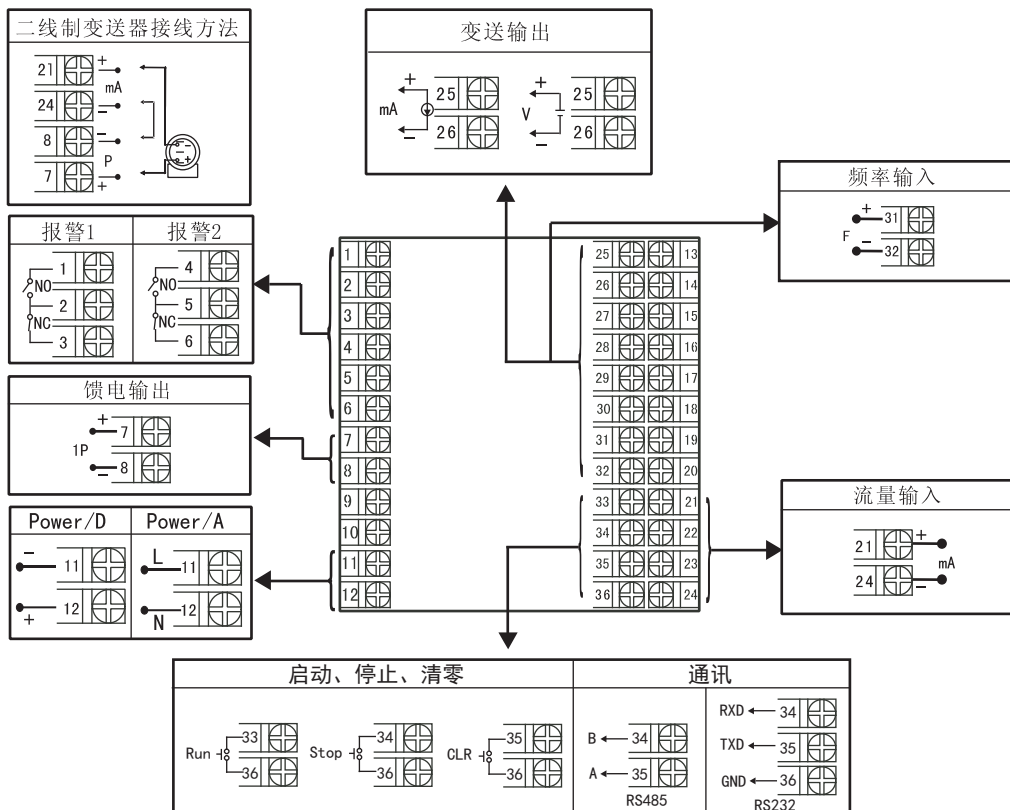 二线制变送器接线方法
21
+
mA
24
−
8
−
P
7
+
变送输出
+
mA
−
25
26
+
V
−
25
26
频率输入
+
31
F
−
32
报警1
报警2
1
NO
2
NC
3
4
NO
5
NC
6
馈电输出
+
7
1P
−
8
Power/D
Power/A
−
11
12
+
L
11
12
N
1
2
3
4
5
6
7
8
9
10
11
12
25 13
26 14
27 15
28 16
29 17
30 18
31 19
32 20
33 21
34 22
35 23
36 24
流量输入
21
+
mA
24
−
启动、停止、清零
通讯
33
Run
36
34
Stop
36
35
CLR
36
B 34
A 35
RS485
RXD 34
TXD 35
GND 36
RS232